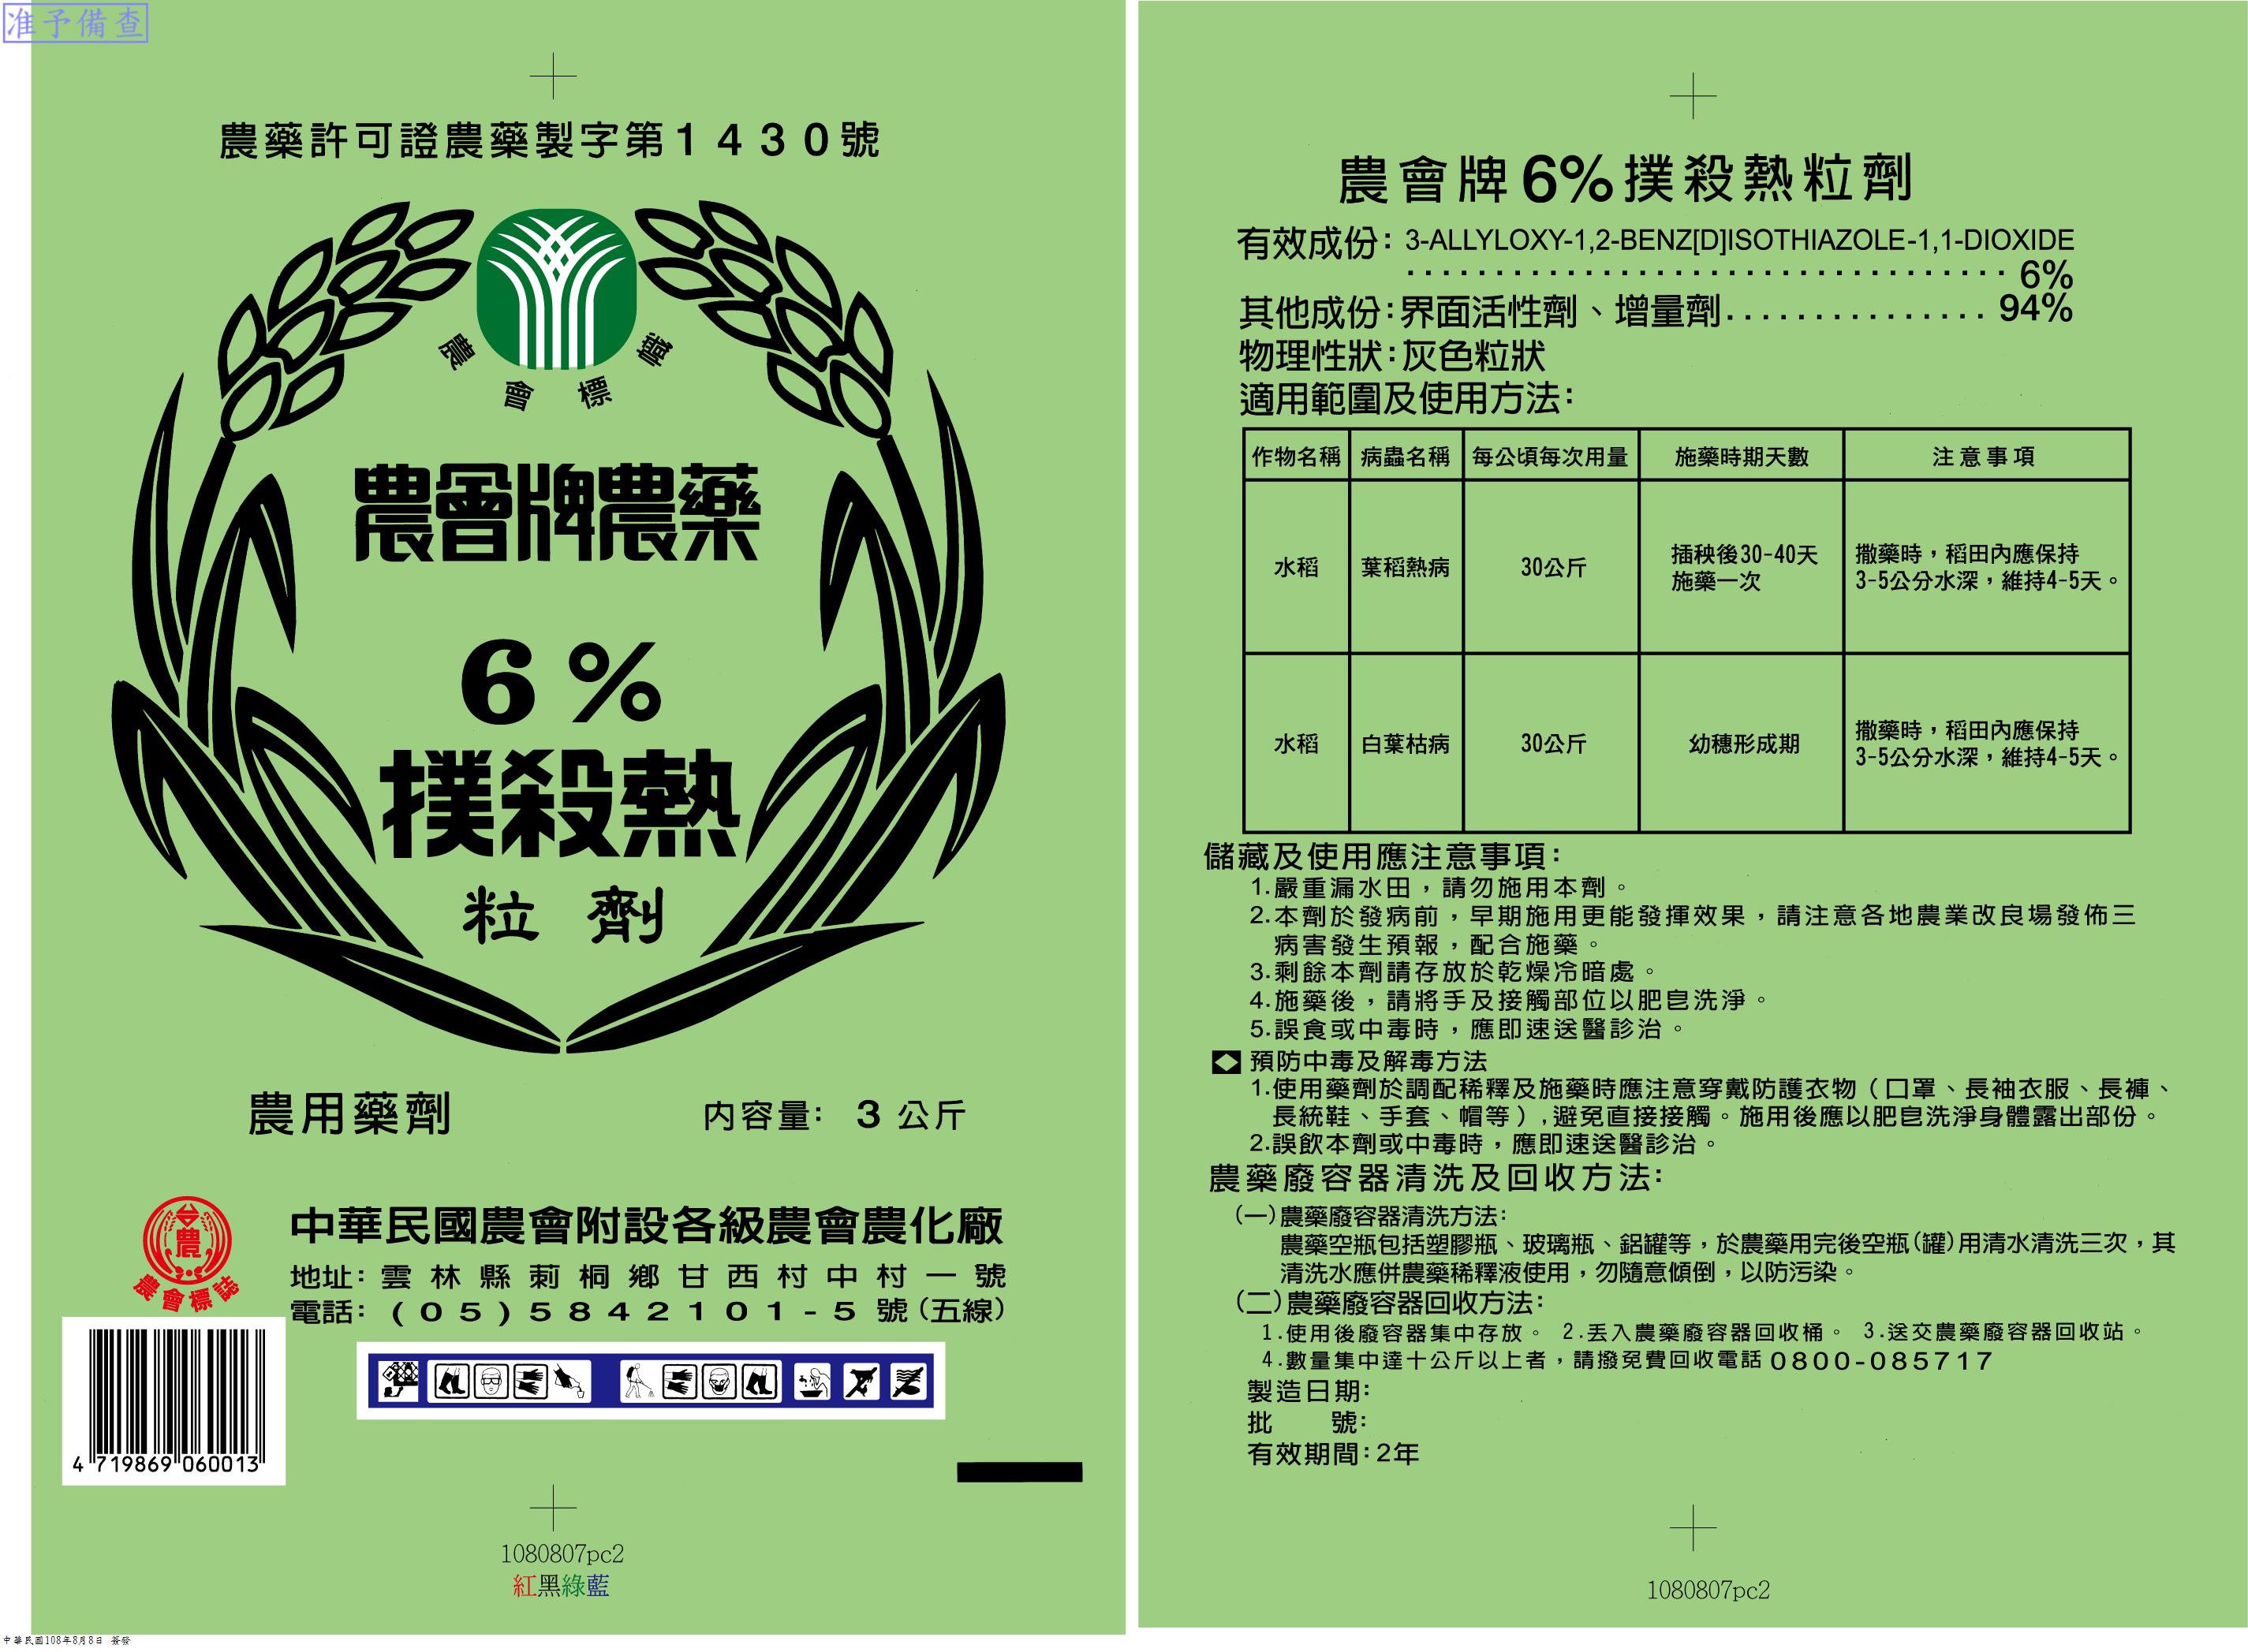 准予備查
農藥許可證農藥製字第1430號
農會標幟
農會牌農藥
6%
撲殺熱
粒劑
農用藥劑
內容量: 3 公斤
農
農會標誌
中華民國農會附設各級農會農化廠
地址: 雲林縣莿桐鄉甘西村中村一號
電話: (05)5842101-5 號(五線)
4 719869 060013
1080807pc2
紅黑綠藍
中華民國108年8月8日 簽發
農會牌6%撲殺熱粒劑
有效成份: 3-ALLYLOXY-1,2-BENZ[D]ISOTHIAZOLE-1,1-DIOXIDE
................................. 6%
其他成份:界面活性劑、增量劑............... 94%
物理性狀:灰色粒狀
適用範圍及使用方法:
作物名稱 病蟲名稱 每公頃每次用量 施藥時期天數 注意事項
水稻 葉稻熱病 30公斤 插秧後30-40天
施藥一次
撒藥時，稻田內應保持
3-5公分水深，維持4-5天。
水稻 白葉枯病 30公斤 幼穗形成期
撒藥時，稻田內應保持
3-5公分水深，維持4-5天。
儲藏及使用應注意事項:
1.嚴重漏水田，請勿施用本劑。
2.本劑於發病前，早期施用更能發揮效果，請注意各地農業改良場發佈三
病害發生預報，配合施藥。
3.剩餘本劑請存放於乾燥冷暗處。
4.施藥後，請將手及接觸部位以肥皂洗淨。
5.誤食或中毒時，應即速送醫診治。
預防中毒及解毒方法
1.使用藥劑於調配稀釋及施藥時應注意穿戴防護衣物（口罩、長袖衣服、長褲、
長統鞋、手套、帽等）,避免直接接觸。施用後應以肥皂洗淨身體露出部份。
2.誤飲本劑或中毒時，應即速送醫診治。
農藥廢容器清洗及回收方法:
(一)農藥廢容器清洗方法:
農藥空瓶包括塑膠瓶、玻璃瓶、鋁罐等，於農藥用完後空瓶(罐)用清水清洗三次，其
清洗水應併農藥稀釋液使用，勿隨意傾倒，以防污染。
(二)農藥廢容器回收方法:
1.使用後廢容器集中存放。 2.丟入農藥廢容器回收桶。 3.送交農藥廢容器回收站。
4.數量集中達十公斤以上者，請撥免費回收電話0800-085717
製造日期:
批 號:
有效期間:2年
1080807pc2